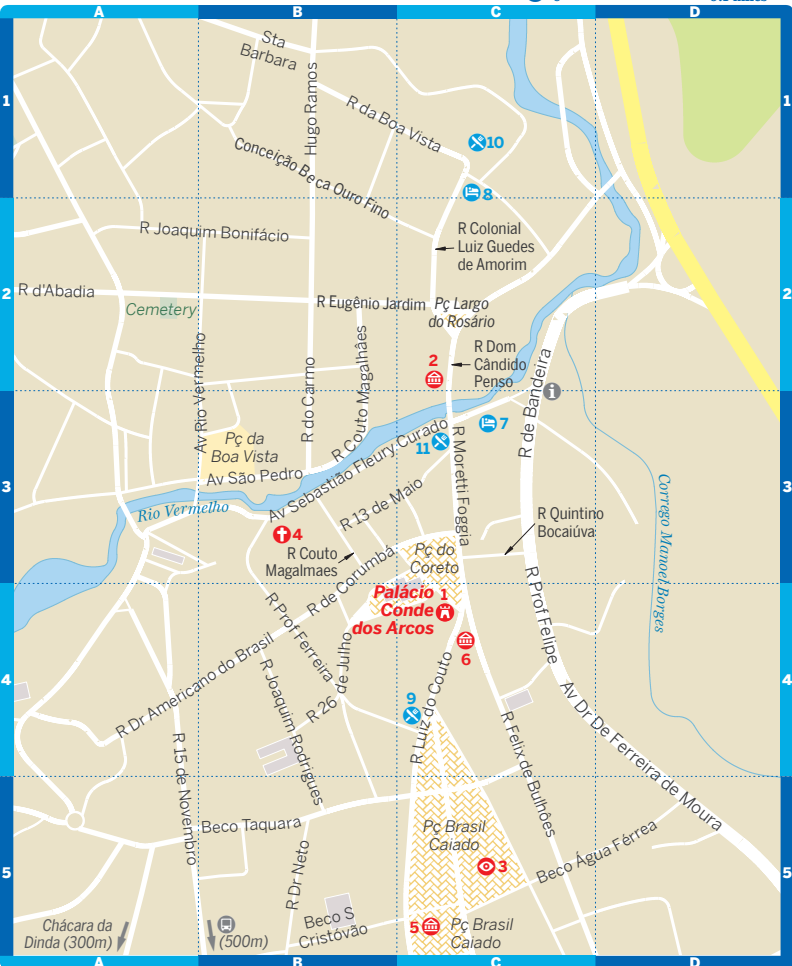 A
B
C
D
1
1
Sta
Barbara
Hugo Ramos
R da Boa Vista
10
Conceição Beca Ouro Fino
8
R Joaquim Bonifácio
R Colonial
Luiz Guedes
de Amorim
2
2
R d'Abadia
Cemetery
R Eugênio Jardim
Pç Largo
do Rosário
Av Rio Vermelho
R do Carmo
R Couto Magalhães
2
R Dom
Cândido
Penso
R de Bandeira
i
7
11
3
3
Pç da
Boa Vista
Av São Pedro
Av Sebastião Fleury Curado
R Moretti Foggia
Rio Vermelho
R 13 de Maio
4
R Couto
Magalmaes
R Quintino
Bocaiúva
Corrego Manoel Borges
Pç do
Coreto
R de Corumbá
Palácio
Conde
dos Arcos
1
6
4
4
R Prof Ferreira
R Prof Felipe
R Dr Americano do Brasil
R Joaquim Rodrigues
R 26 de Julho
9
R Luiz do Couto
R 15 de Novembro
R Felix de Bulhões
Av Dr De Ferreira de Moura
5
5
Beco Taquara
Pç Brasil
Caiado
3
R Dr Neto
Beco Água Férrea
Beco S
Cristóvão
5
Pç Brasil
Caiado
Chácara da
Dinda (300m)
(500m)
A
B
C
D